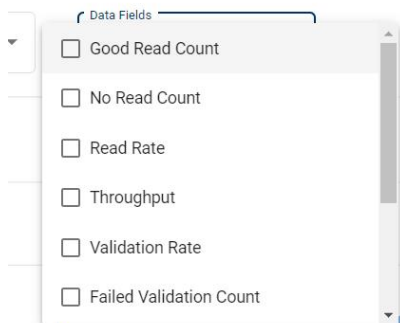 Data Fields
Good Read Count
No Read Count
Read Rate
Throughput
Validation Rate
Failed Validation Count